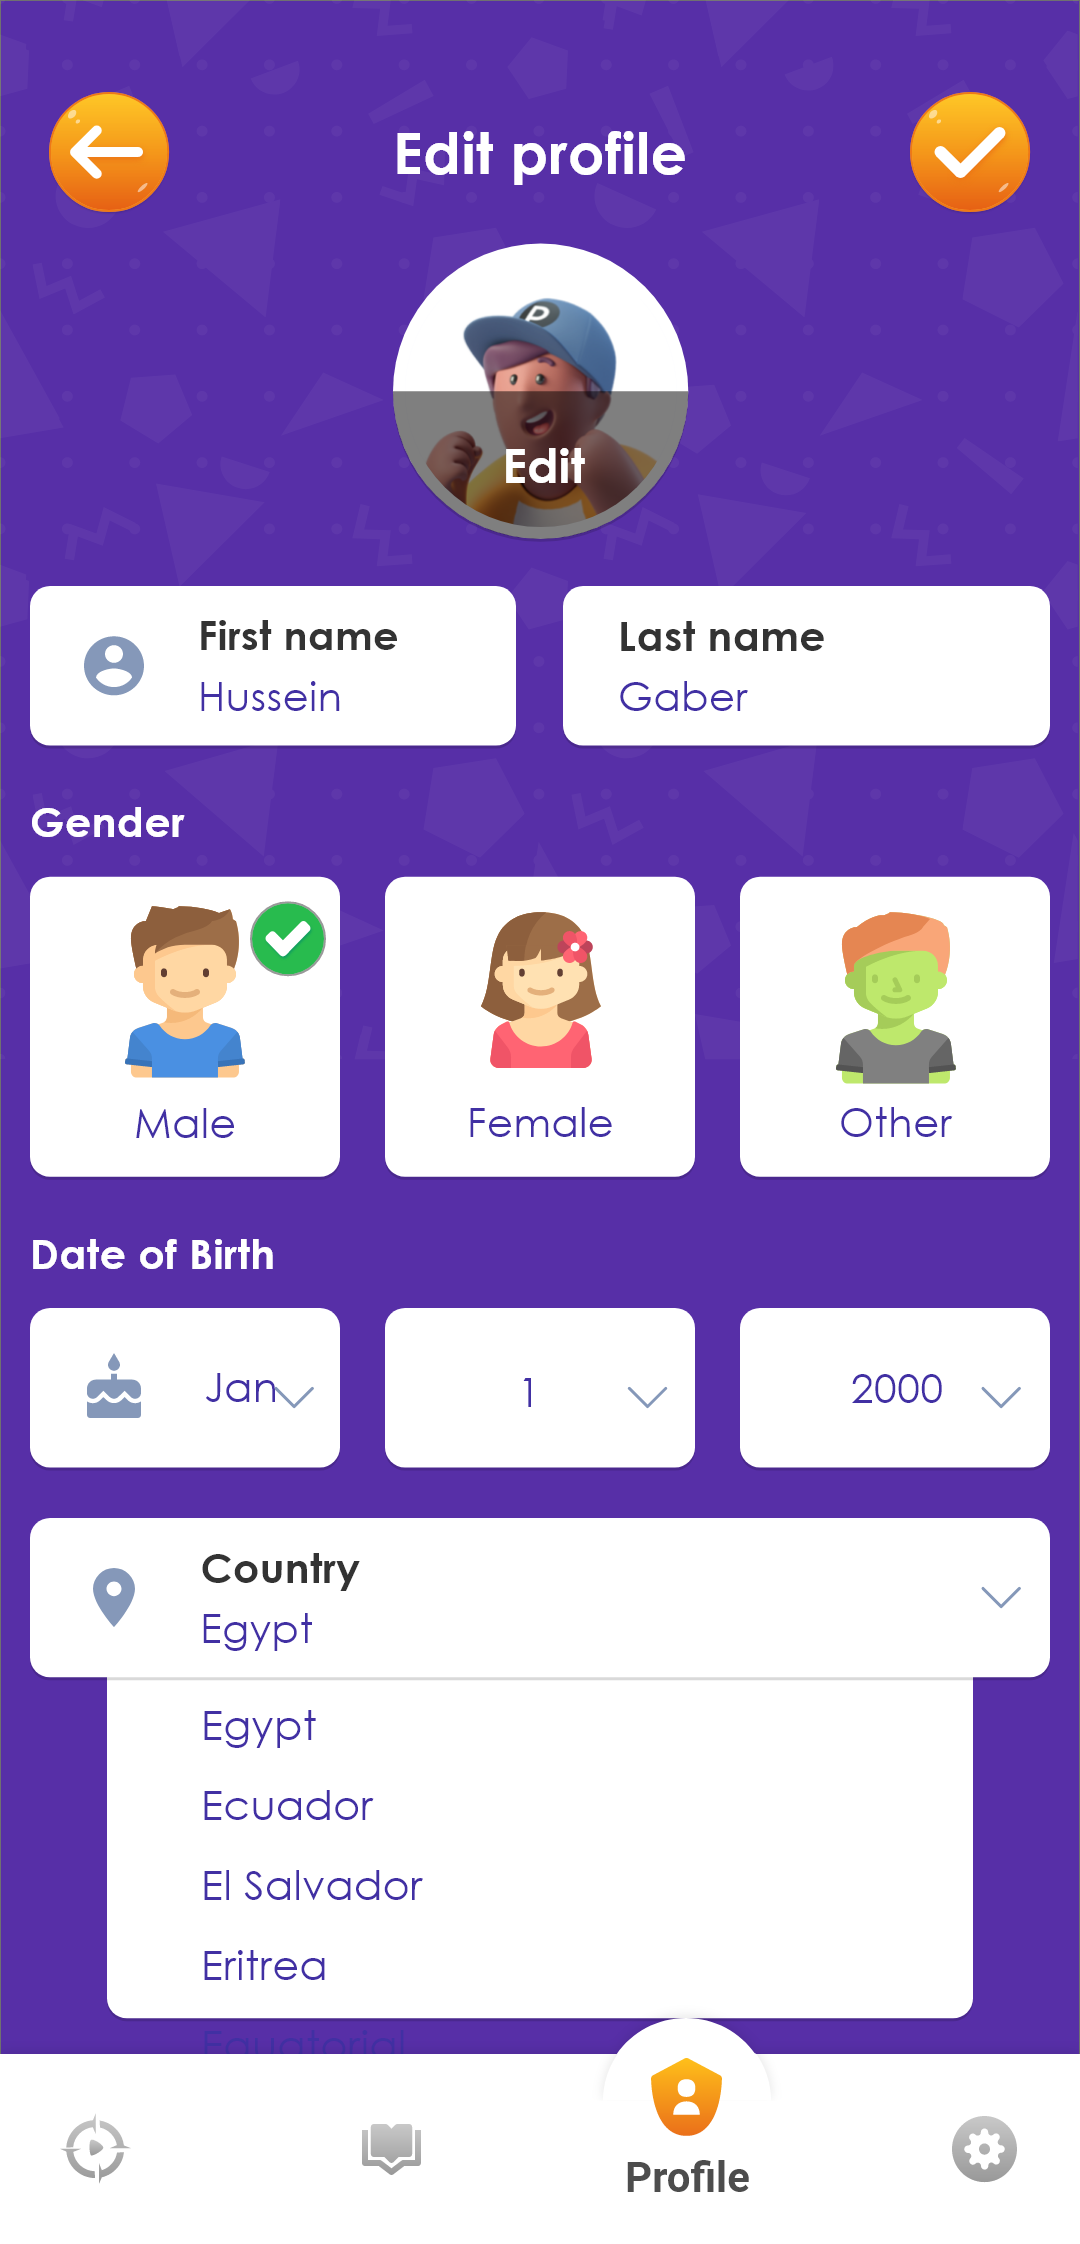 Edit profile
P
Edit
First name
Hussein
Last name
Gaber
Gender
Male
Female
Other
Date of Birth
Jan
1
2000
Country
Egypt
Egypt
Ecuador
El Salvador
Eritrea
Equatorial
Profile